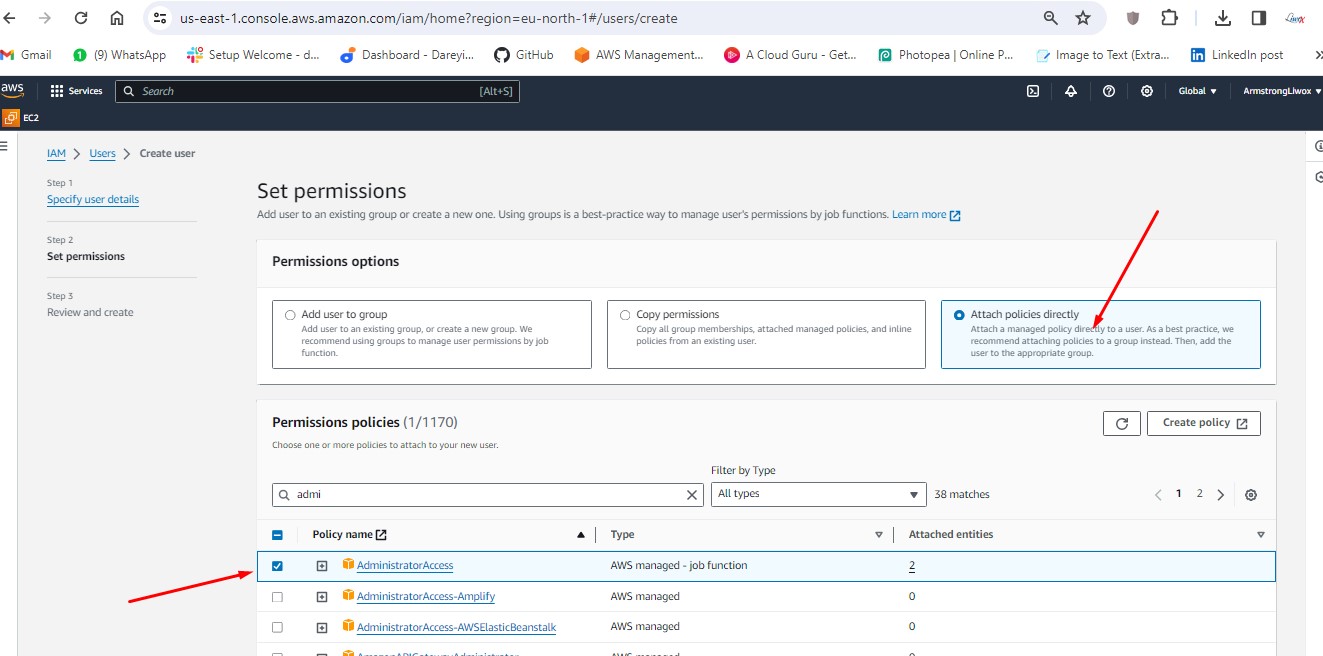 us-east-1.console.aws.amazon.com/iam/home?region=eu-north-1#/users/create
Gmail
(9) WhatsApp
Setup Welcome - d...
Dashboard - Dareyi...
GitHub
AWS Management...
A Cloud Guru - Get...
Photopea | Online P...
Image to Text (Extra...
LinkedIn post
aws
Services
Search
[Alt+S]
Global
ArmstrongLiwox
EC2
IAM
Users
Create user
Step 1
Specify user details
Step 2
Set permissions
Step 3
Review and create
Set permissions
Add user to an existing group or create a new one. Using groups is a best-practice way to manage user's permissions by job functions. Learn more
Permissions options
Add user to group
Add user to an existing group, or create a new group. We
recommend using groups to manage user permissions by job
function.
Copy permissions
Copy all group memberships, attached managed policies, and inline
policies from an existing user.
Attach policies directly
Attach a managed policy directly to a user. As a best practice, we
recommend attaching policies to a group instead. Then, add the
user to the appropriate group.
Permissions policies (1/1170)
Choose one or more policies to attach to your new user.
Create policy
Filter by Type
admi
All types
38 matches
1
2
Policy name
Type
Attached entities
AdministratorAccess
AWS managed - job function
2
AdministratorAccess-Amplify
AWS managed
0
AdministratorAccess-AWSElasticBeanstalk
AWS managed
0
AmazonAPIGatewayAdministrator
AWS managed
0